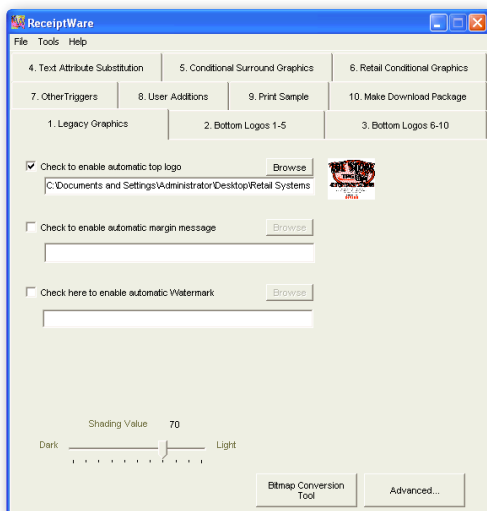 ReceiptWare
File Tools Help
4. Text Attribute Substitution 5. Conditional Surround Graphics 6. Retail Conditional Graphics
7. OtherTriggers 8. User Additions 9. Print Sample 10. Make Download Package
1. Legacy Graphics 2. Bottom Logos 1-5 3. Bottom Logos 6-10
Check to enable automatic top logo Browse
C:\Documents and Settings\Administrator\Desktop\Retail Systems
Check to enable automatic margin message Browse
Check here to enable automatic Watermark Browse
Shading Value 70
Dark Light
Bitmap Conversion
Tool
Advanced...